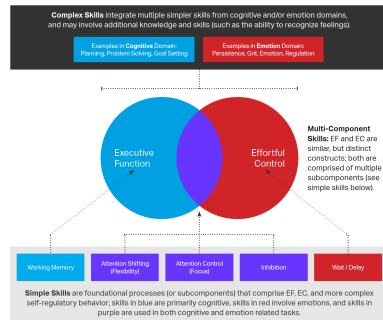 Complex Skills integrate multiple simpler skills from cognitive and/or emotion domains,
and may involve additional knowledge and skills (such as the ability to recognize feelings).
Examples in Cognitive Domain:
Planning, Problem Solving, Goal Setting
Examples in Emotion Domain:
Persistence, Grit, Emotion, Regulation
Executive
Function
Effortful
Control
Multi-Component
Skills: EF and EC are
similar, but distinct
constructs; both are
comprised of multiple
subcomponents (see
simple skills below).
Working Memory
Attention Shifting
(Flexibility)
Attention Control
(Focus)
Inhibition
Wait / Delay
Simple Skills are foundational processes (or subcomponents) that comprise EF, EC, and more complex
self-regulatory behavior; skills in blue are primarily cognitive, skills in red involve emotions, and skills in
purple are used in both cognitive and emotion related tasks.